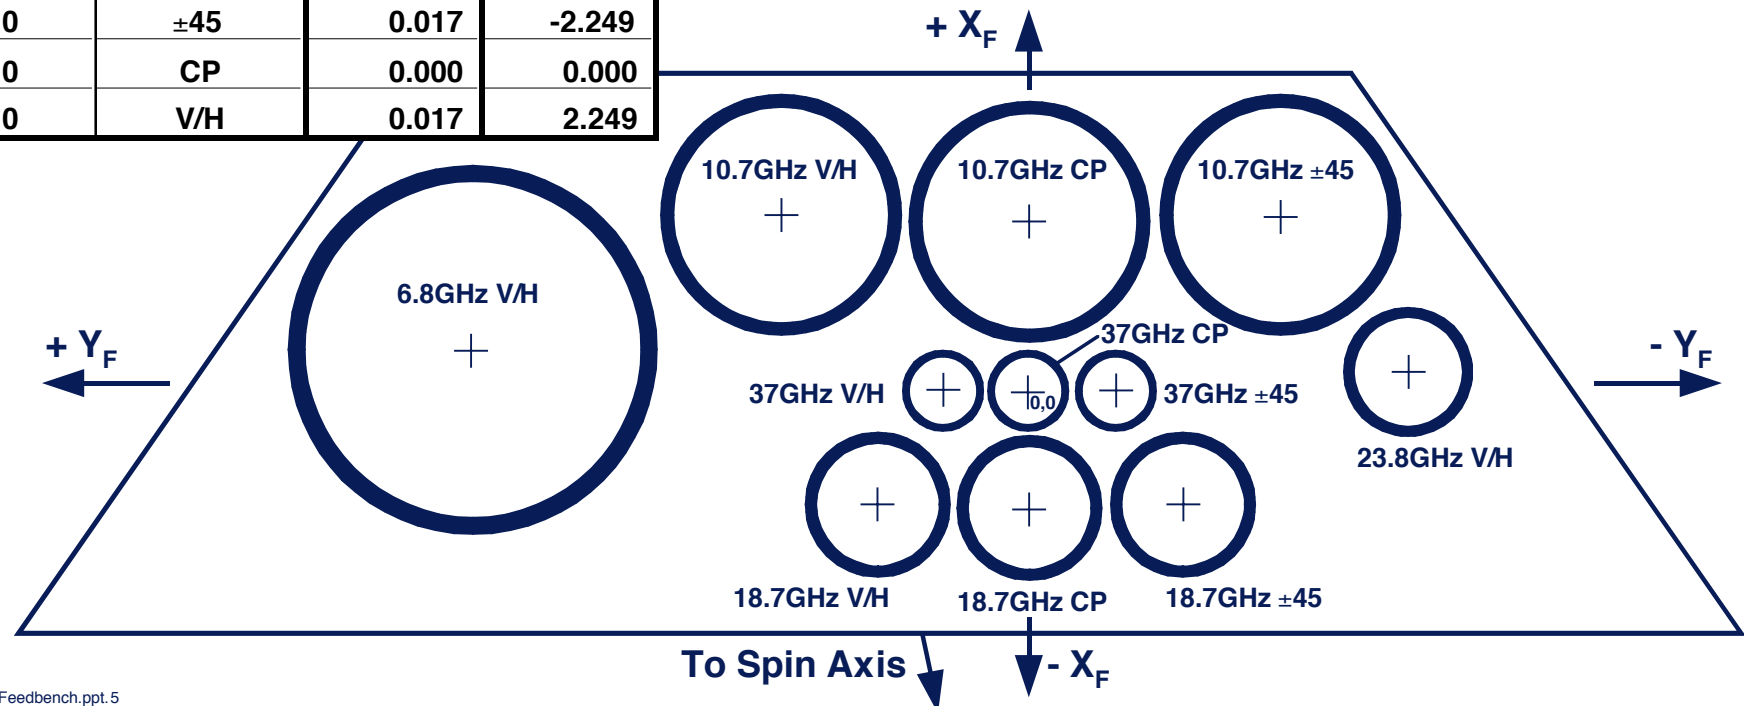 0 ±45 0.017 -2.249
0 CP 0.000 0.000
0 V/H 0.017 2.249
+ XF
10.7GHz V/H
10.7GHz CP
10.7GHz ±45
6.8GHz V/H
37GHz CP
+ YF
- YF
37GHz V/H
0,0
37GHz ±45
23.8GHz V/H
18.7GHz V/H
18.7GHz CP
18.7GHz ±45
To Spin Axis
- XF
Feedbench.ppt.5